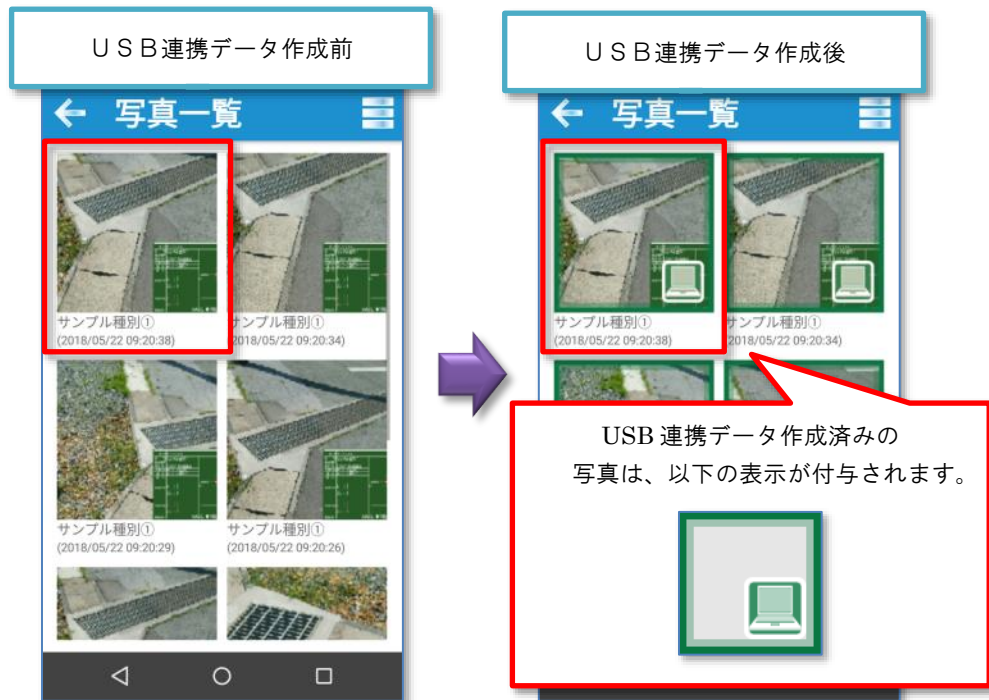 ＵＳＢ連携データ作成前
写真一覧
サンプル種別①
(2018/05/22 09:20:38)
サンプル種別①
(2018/05/22 09:20:34)
サンプル種別①
(2018/05/22 09:20:29)
サンプル種別①
(2018/05/22 09:20:26)
ＵＳＢ連携データ作成後
写真一覧
サンプル種別①
(2018/05/22 09:20:38)
サンプル種別①
2018/05/22 09:20:34)
USB 連携データ作成済みの
写真は、以下の表示が付与されます。